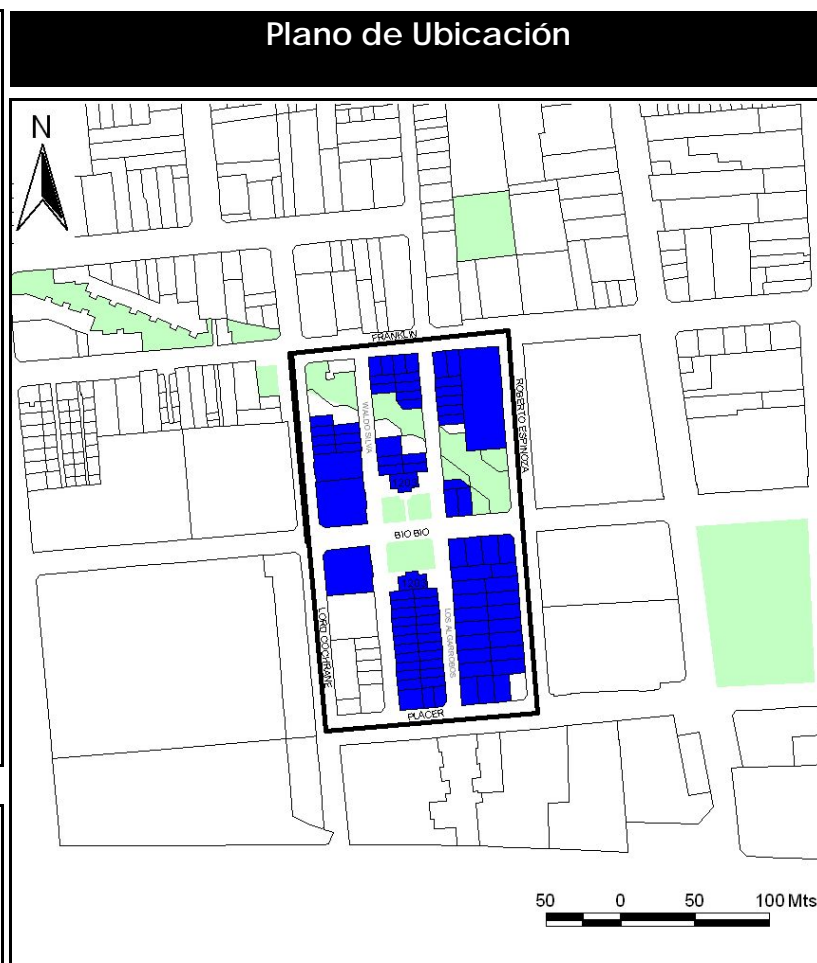 Plano de Ubicación
N
FRANKLIN
WALDO SILVA
ROBERTO ESPINOZA
BIO BIO
LORD COCHRANE
LOS ALGARROBOS
PLACER
50 0 50 100 Mts